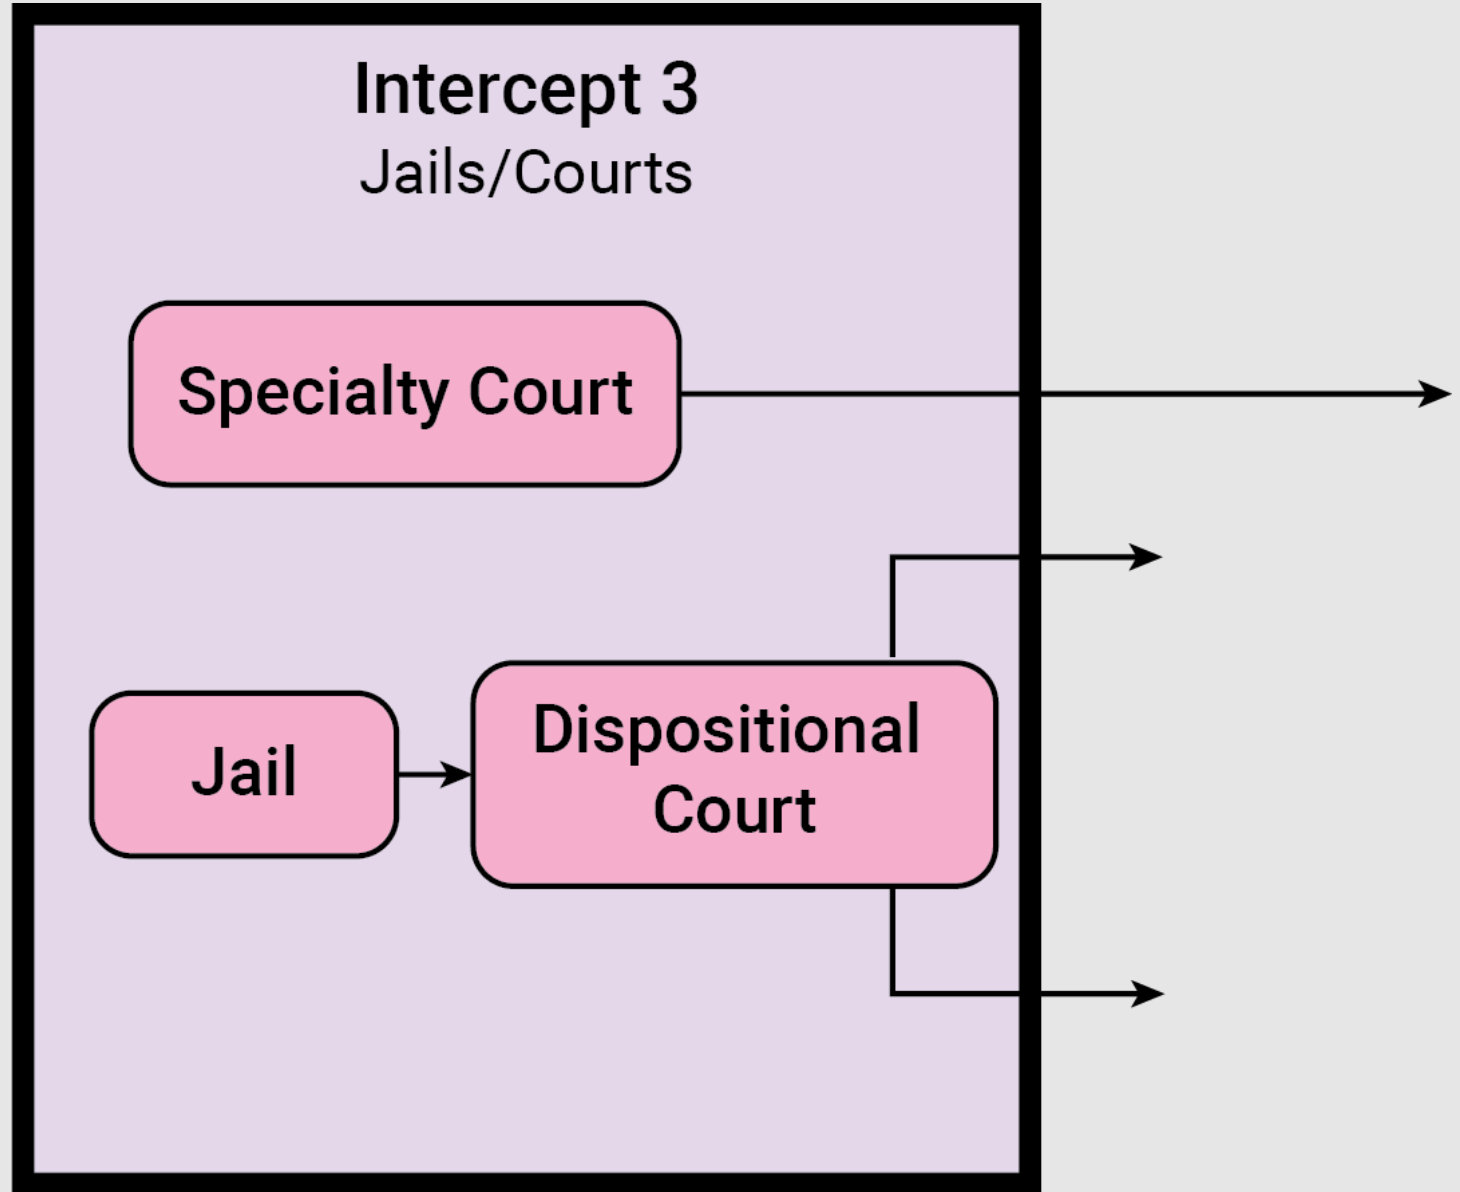 Intercept 3
Jails/Courts
Specialty Court
Jail
Dispositional
Court